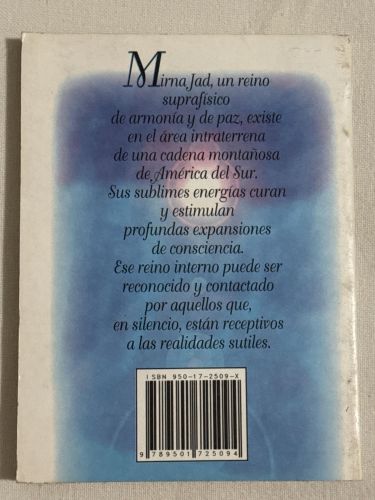 Mirna Jad, un reino
suprafísico
de armonía y de paz, existe
en el área intraterrena
de una cadena montañosa
de América del Sur.
Sus sublimes energías curan
y estimulan
profundas expansiones
de consciencia.
Ese reino interno puede ser
reconocido y contactado
por aquellos que,
en silencio, están receptivos
a las realidades sutiles.
ISBN 950-17-2509-X
9 789501 725094